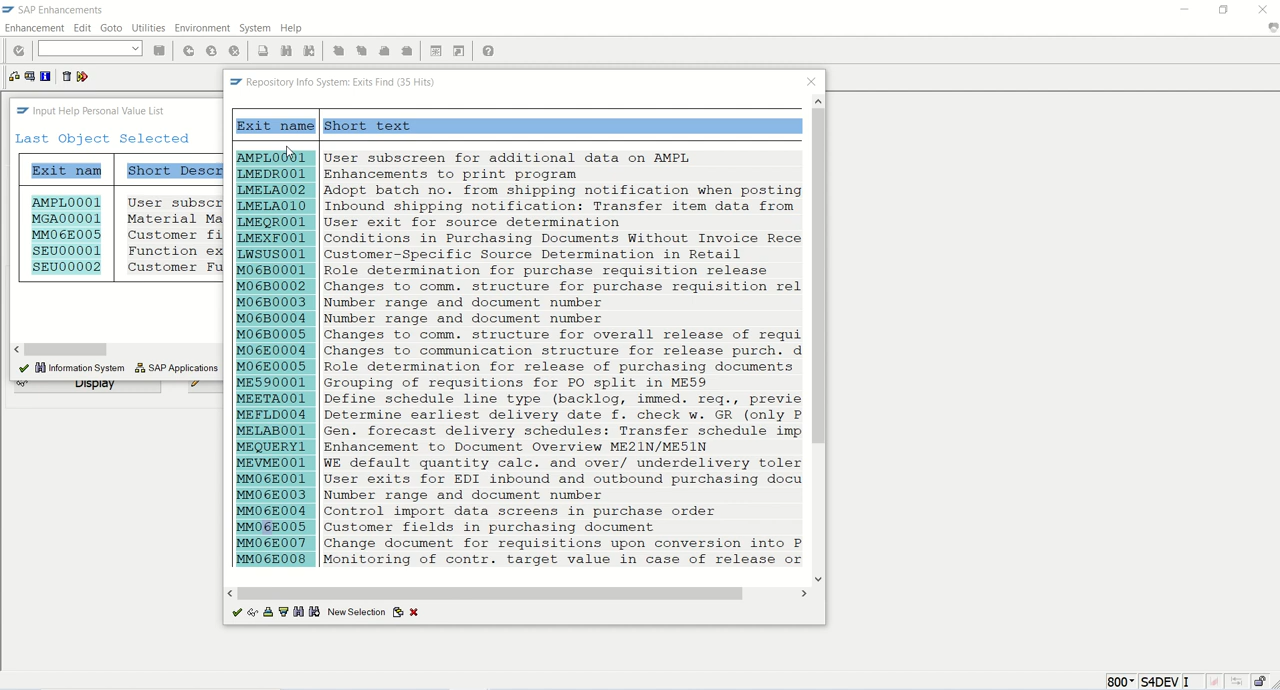 SAP Enhancements
Enhancement Edit Goto Utilities Environment System Help
Repository Info System: Exits Find (35 Hits)
Input Help Personal Value List
Last Object Selected
Exit nam Short Descr
AMPL0001 User subscr
MGA00001 Material Ma
MM06E005 Customer fi
SEU00001 Function ex
SEU00002 Customer Fu
Information System SAP Applications
Display
Exit name Short text
AMPL0001 User subscreen for additional data on AMPL
LMEDR001 Enhancements to print program
LMELA002 Adopt batch no. from shipping notification when posting
LMELA010 Inbound shipping notification: Transfer item data from
LMEQR001 User exit for source determination
LMEXF001 Conditions in Purchasing Documents Without Invoice Rece
LWSUS001 Customer-Specific Source Determination in Retail
M06B0001 Role determination for purchase requisition release
M06B0002 Changes to comm. structure for purchase requisition rel
M06B0003 Number range and document number
M06B0004 Number range and document number
M06B0005 Changes to comm. structure for overall release of requi
M06E0004 Changes to communication structure for release purch. d
M06E0005 Role determination for release of purchasing documents
ME590001 Grouping of requsitions for PO split in ME59
MEETA001 Define schedule line type (backlog, immed. req., previe
MEFLD004 Determine earliest delivery date f. check w. GR (only P
MELAB001 Gen. forecast delivery schedules: Transfer schedule imp
MEQUERY1 Enhancement to Document Overview ME21N/ME51N
MEVME001 WE default quantity calc. and over/ underdelivery toler
MM06E001 User exits for EDI inbound and outbound purchasing docu
MM06E003 Number range and document number
MM06E004 Control import data screens in purchase order
MM06E005 Customer fields in purchasing document
MM06E007 Change document for requisitions upon conversion into P
MM06E008 Monitoring of contr. target value in case of release or
New Selection
800 S4DEV I